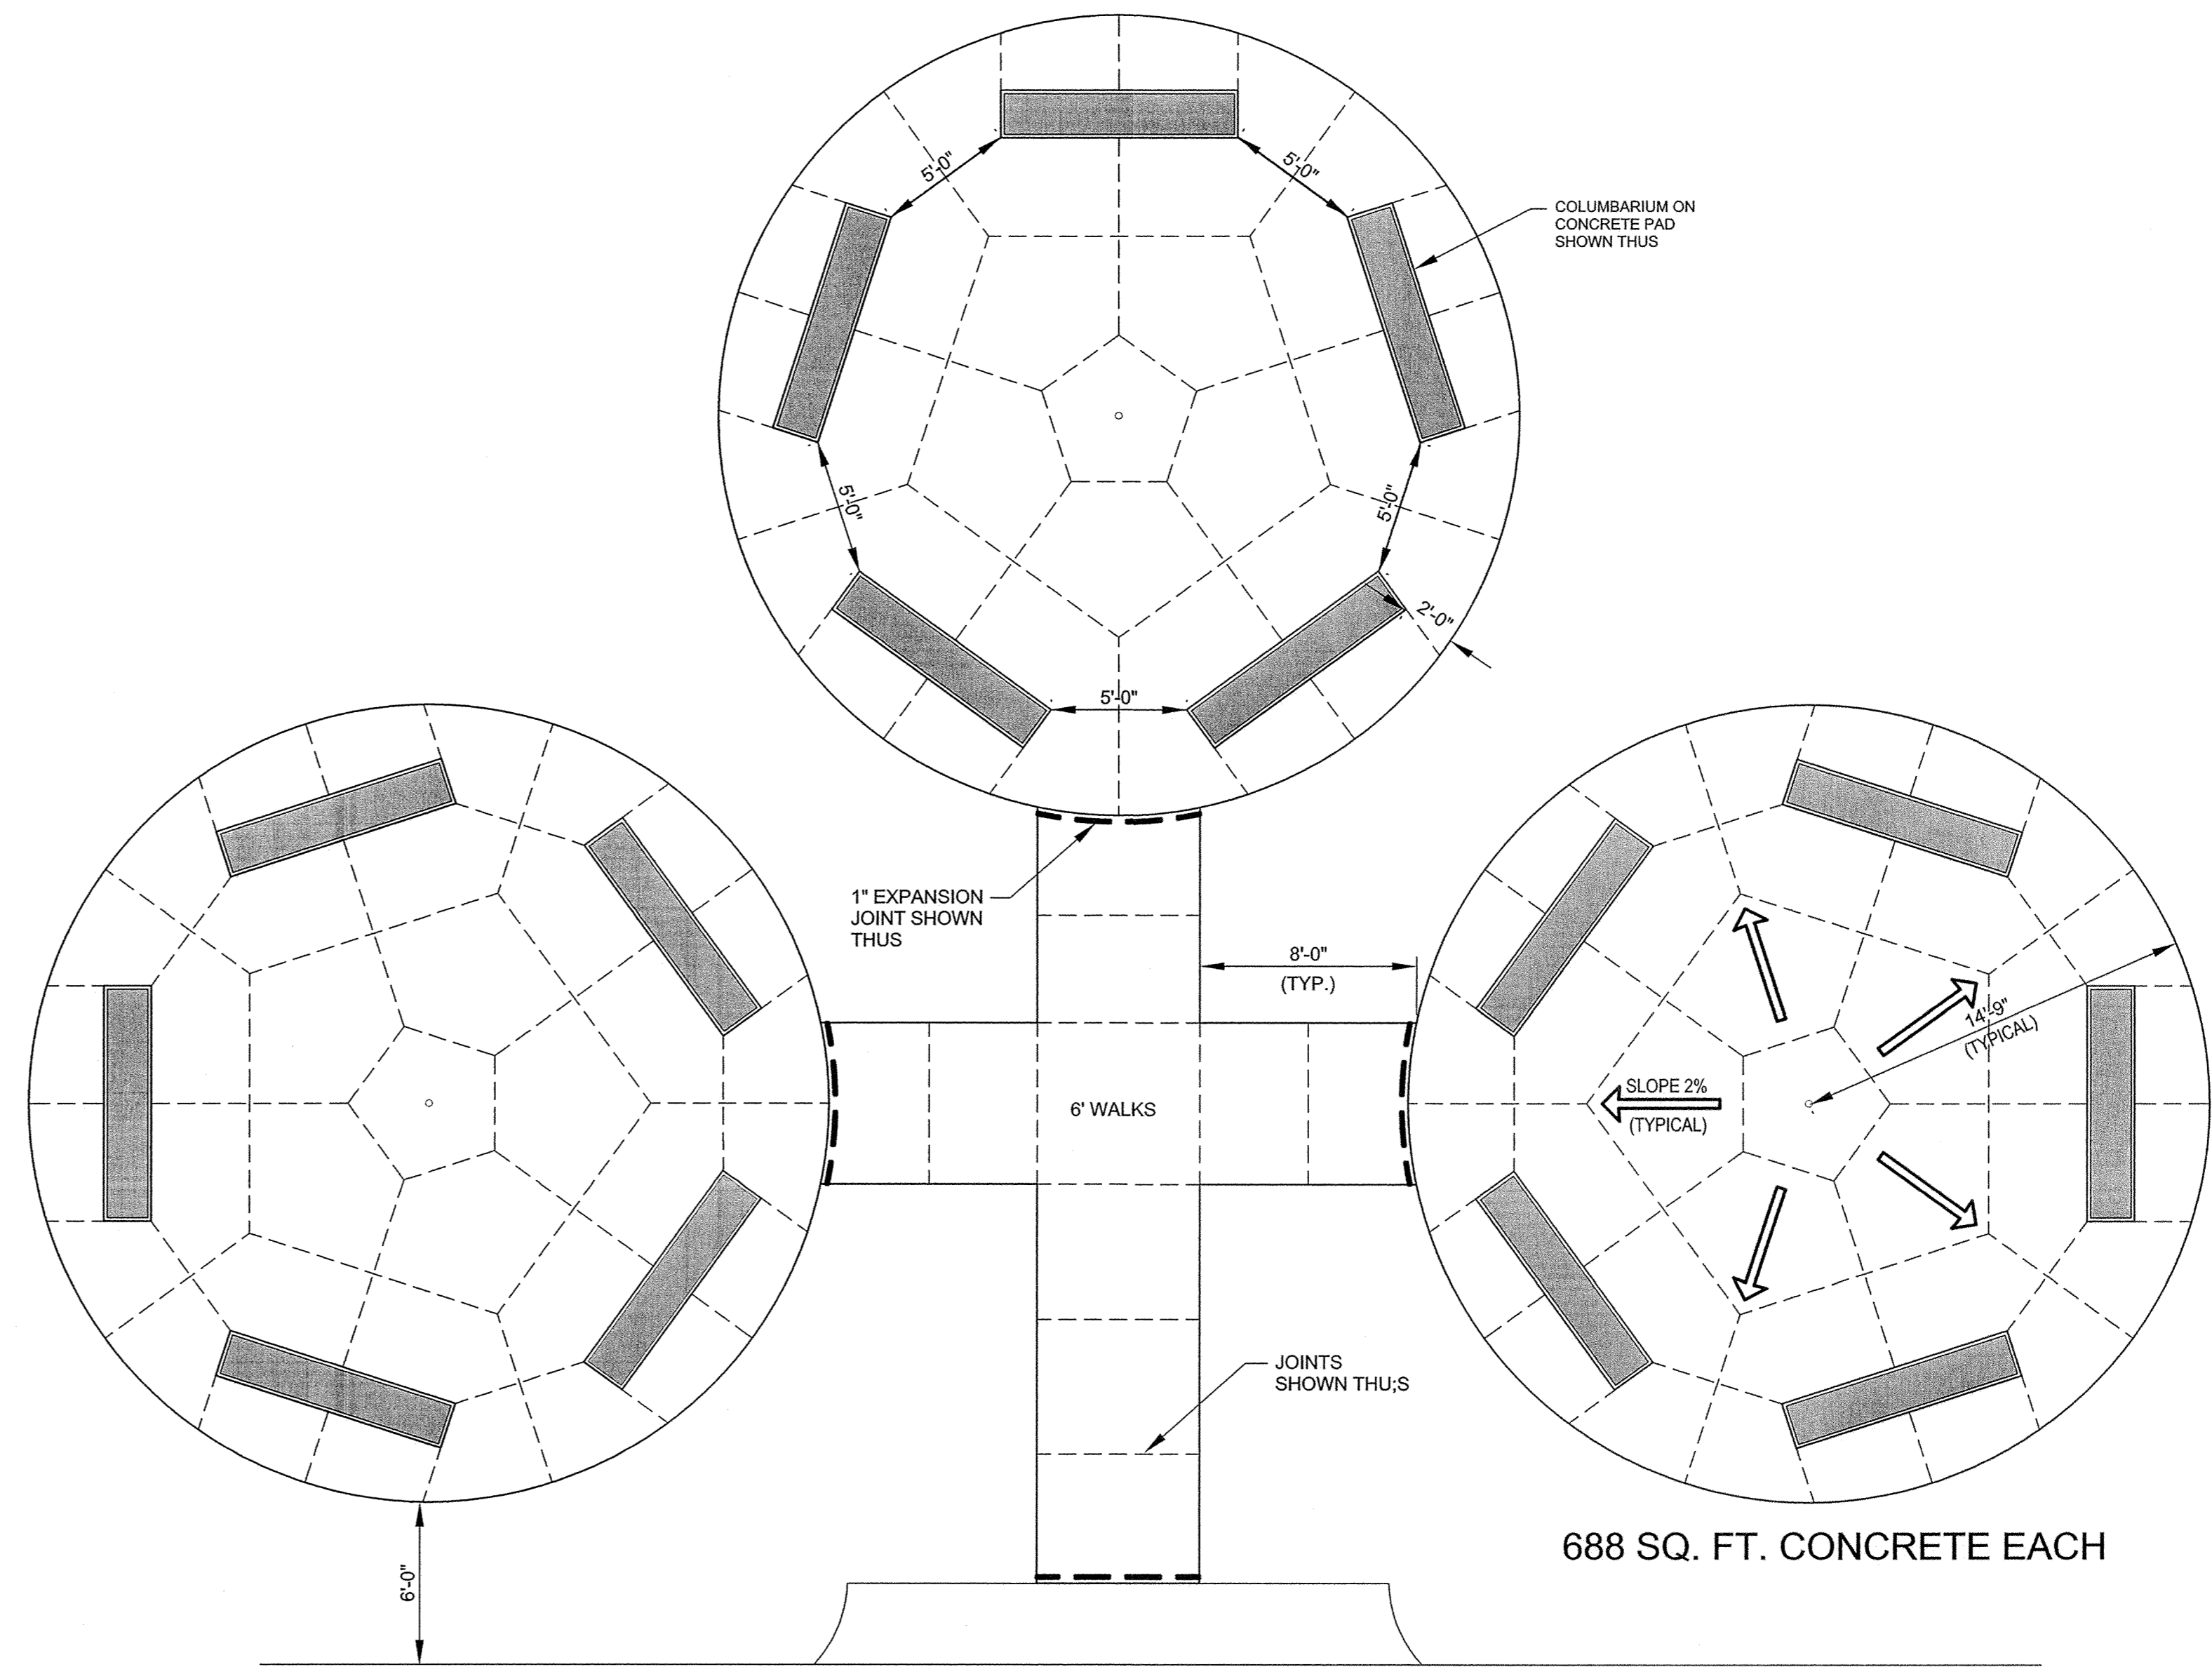 5'-0"
5'-0"
COLUMBARIUM ON
CONCRETE PAD
SHOWN THUS
5'-0"
5'-0"
2'-0"
5'-0"
1" EXPANSION
JOINT SHOWN
THUS
8'-0"
(TYP.)
14'-9"
(TYPICAL)
SLOPE 2%
(TYPICAL)
6' WALKS
JOINTS
SHOWN THU;S
688 SQ. FT. CONCRETE EACH
6'-0"